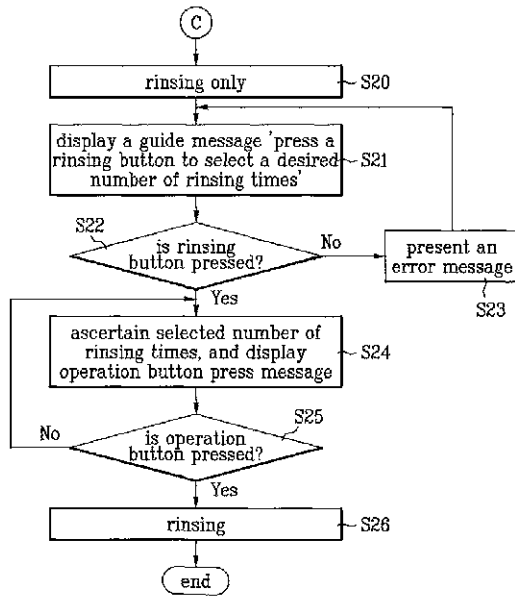 C
rinsing only
S20
display a guide message 'press a
rinsing button to select a desired
number of rinsing times'
S21
S22
is rinsing
button pressed?
No
present an
error message
S23
Yes
ascertain selected number of
rinsing times, and display
operation button press message
S24
S25
No
is operation
button pressed?
Yes
rinsing
S26
end